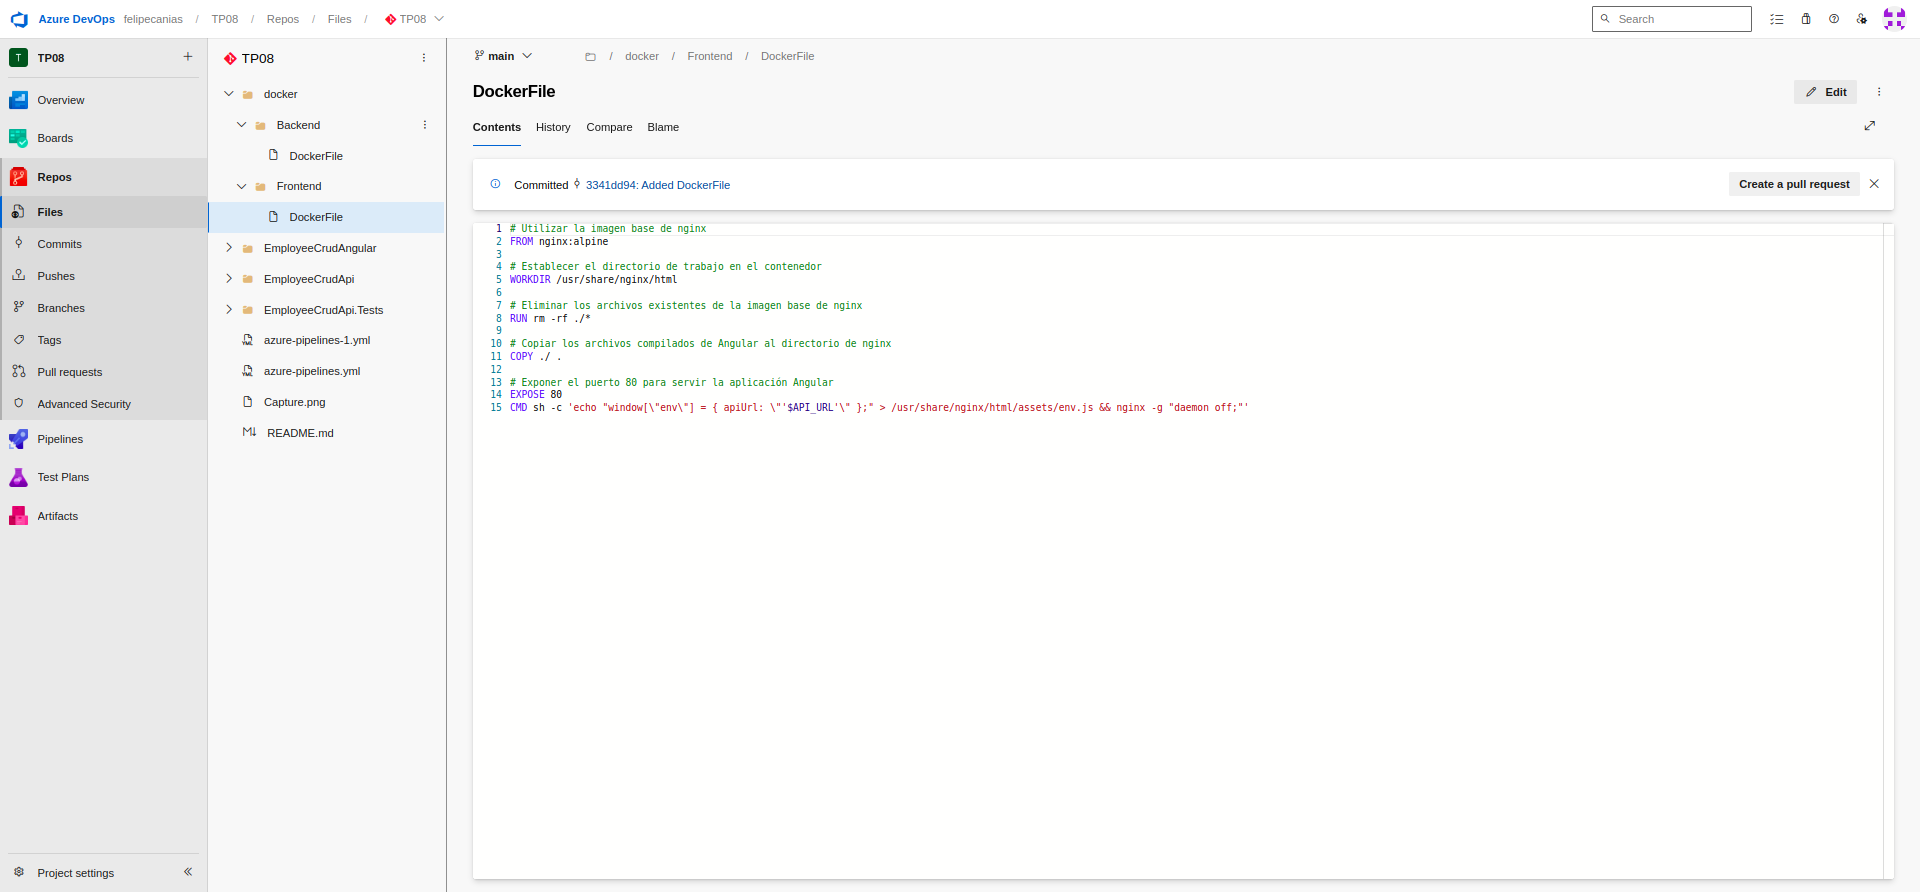 Azure DevOps felipecanias / TP08 / Repos / Files / TP08
Search
T TP08
Overview
Boards
Repos
Files
Commits
Pushes
Branches
Tags
Pull requests
Advanced Security
Pipelines
Test Plans
Artifacts
Project settings
TP08
docker
Backend
DockerFile
Frontend
DockerFile
EmployeeCrudAngular
EmployeeCrudApi
EmployeeCrudApi.Tests
YML azure-pipelines-1.yml
YML azure-pipelines.yml
Capture.png
M↓ README.md
main / docker / Frontend / DockerFile
DockerFile
Edit
Contents History Compare Blame
Committed 3341dd94: Added DockerFile
Create a pull request
1 # Utilizar la imagen base de nginx
2 FROM nginx:alpine
3
4 # Establecer el directorio de trabajo en el contenedor
5 WORKDIR /usr/share/nginx/html
6
7 # Eliminar los archivos existentes de la imagen base de nginx
8 RUN rm -rf ./*
9
10 # Copiar los archivos compilados de Angular al directorio de nginx
11 COPY ./ .
12
13 # Exponer el puerto 80 para servir la aplicación Angular
14 EXPOSE 80
15 CMD sh -c 'echo "window[\"env\"] = { apiUrl: \"'$API_URL'\" };" > /usr/share/nginx/html/assets/env.js && nginx -g "daemon off;"'